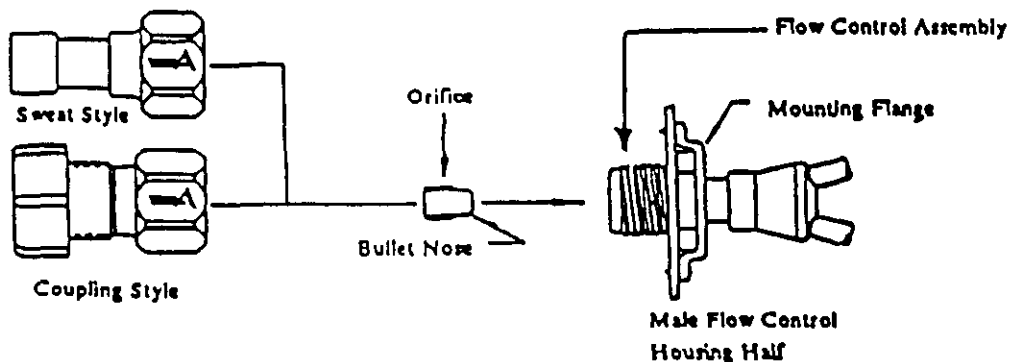 Flow Control Assembly
Sweat Style
Orifice
Mounting Flange
Bullet Nose
Coupling Style
Male Flow Control
Housing Half